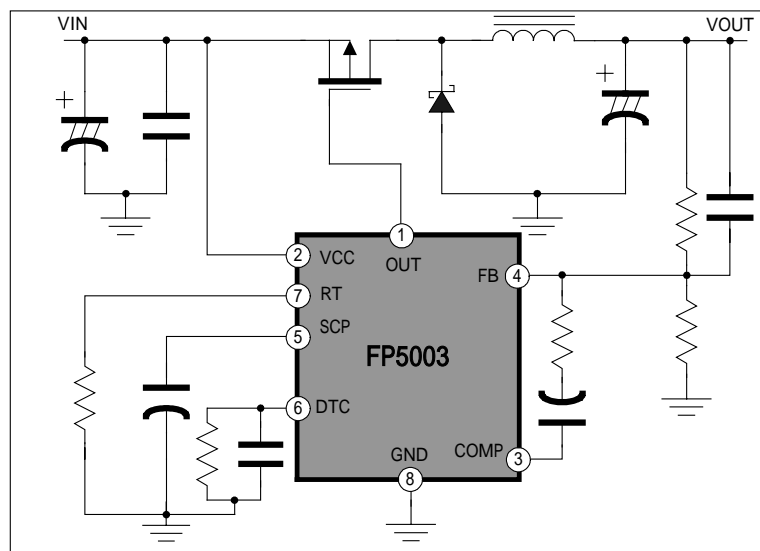 VIN
VOUT
+
+
1
OUT
2
VCC
FB
4
7
RT
5
SCP
FP5003
6
DTC
GND
8
COMP
3